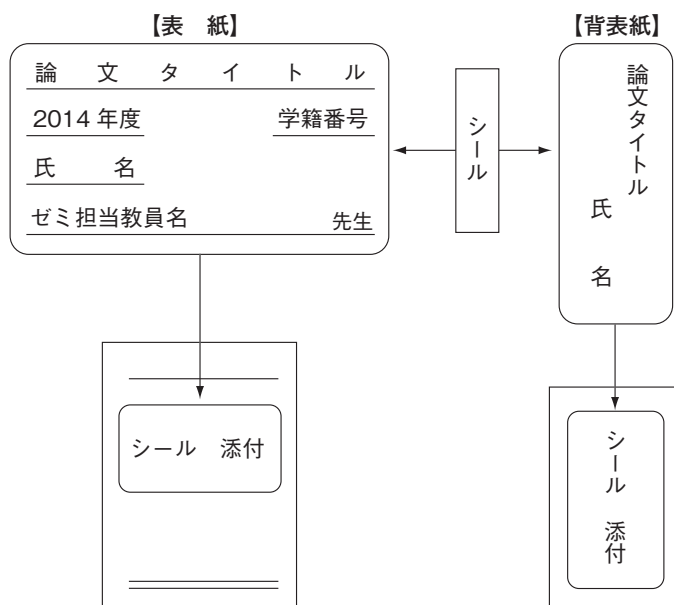 【表　紙】
論　文　タ　イ　ト　ル
2014 年度　学籍番号
氏　名
ゼミ担当教員名　先生
シール　添付
シール
【背表紙】
論文タイトル
氏　名
シール　添付